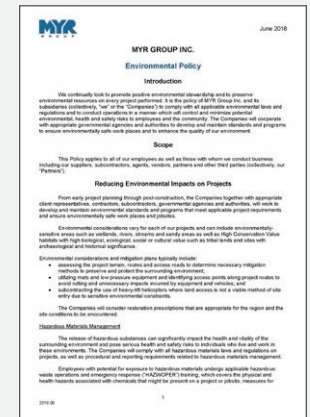 MYR
GROUP
June 2018
MYR GROUP INC.
Environmental Policy
Introduction
We continually look to promote positive environmental stewardship and to preserve
environmental resources on every project performed. It is the policy of MYR Group Inc. and its
subsidiaries (collectively, "we" or the "Companies") to comply with all applicable environmental laws and
regulations and to conduct operations in a manner which will control and minimize potential
environmental, health and safety risks to employees and the community. The Companies will cooperate
with appropriate governmental agencies and authorities to develop and maintain standards and programs
to ensure environmentally safe work places and to enhance the quality of our environment.
Scope
This Policy applies to all of our employees as well as those with whom we conduct business
including our suppliers, subcontractors, agents, vendors, partners and other third parties (collectively, our
"Partners").
Reducing Environmental Impacts on Projects
From early project planning through post-construction, the Companies together with appropriate
client representatives, contractors, subcontractors, governmental agencies and authorities, will work to
develop and maintain environmental standards and programs that meet applicable project requirements
and ensure environmentally safe work places and jobsites.
Environmental considerations vary for each of our projects and can include environmentally-
sensitive areas such as wetlands, rivers, streams and sandy areas as well as High Conservation Value
habitats with high biological, ecological, social or cultural value such as tribal lands and sites with
archaeological and historical significance.
Environmental considerations and mitigation plans typically include:
• assessing the project terrain, routes and access roads to determine necessary mitigation
methods to preserve and protect the surrounding environment;
• utilizing mats and low-pressure equipment and identifying access points along project routes to
avoid rutting and unnecessary impacts incurred by equipment and vehicles; and
• subcontracting the use of heavy-lift helicopters where land access is not a viable method of site
entry due to sensitive environmental constraints.
The Companies will consider restoration prescriptions that are appropriate for the region and the
site conditions to be encountered.
Hazardous Materials Management
The release of hazardous substances can significantly impact the health and vitality of the
surrounding environment and pose serious health and safety risks to individuals who live and work in
these environments. The Companies will comply with all hazardous materials laws and regulations on
projects, as well as procedural and reporting requirements related to hazardous materials management.
Employees with potential for exposure to hazardous materials undergo applicable hazardous
waste operations and emergency response ("HAZWOPER") training, which covers the physical and
health hazards associated with chemicals that might be present on a project or jobsite, measures for
1
2018.06